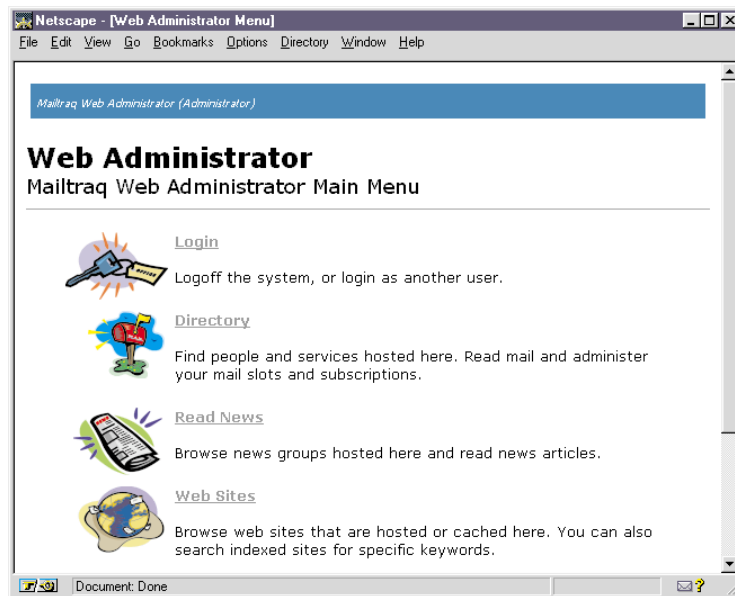 Netscape - [Web Administrator Menu]
File Edit View Go Bookmarks Options Directory Window Help
Mailtraq Web Administrator (Administrator)
Web Administrator
Mailtraq Web Administrator Main Menu
Login
Logoff the system, or login as another user.
Directory
Find people and services hosted here. Read mail and administer
your mail slots and subscriptions.
Read News
Browse news groups hosted here and read news articles.
Web Sites
Browse web sites that are hosted or cached here. You can also
search indexed sites for specific keywords.
Document: Done